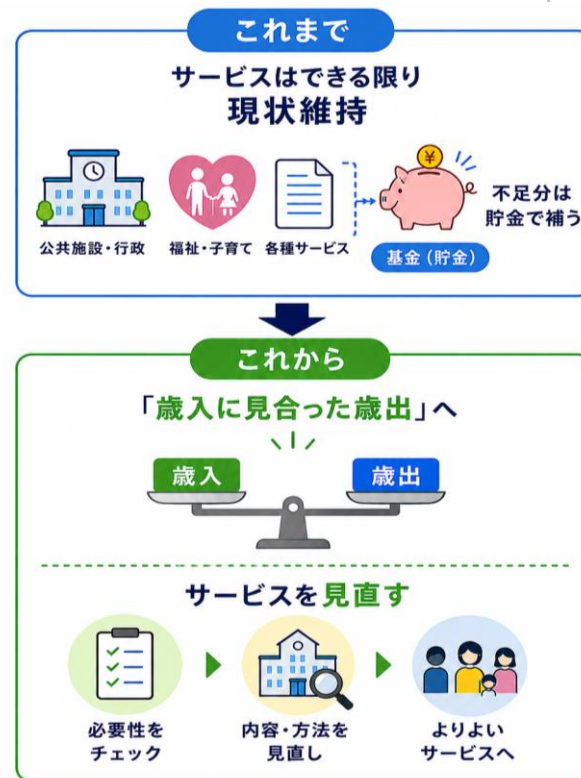 これまで
サービスはできる限り
現状維持
公共施設・行政
福祉・子育て
各種サービス
¥
基金（貯金）
不足分は
貯金で補う
これから
「歳入に見合った歳出」へ
歳入
歳出
サービスを見直す
必要性を
チェック
内容・方法を
見直し
よりよい
サービスへ